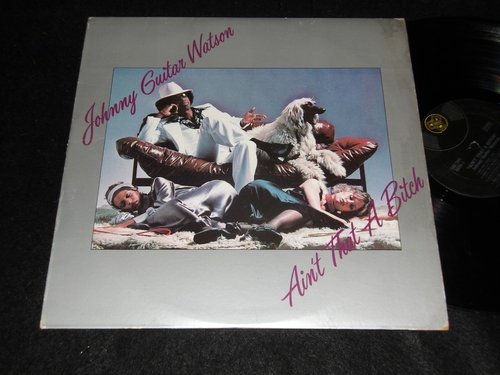 Johnny Guitar Watson
Ain't That A Bitch